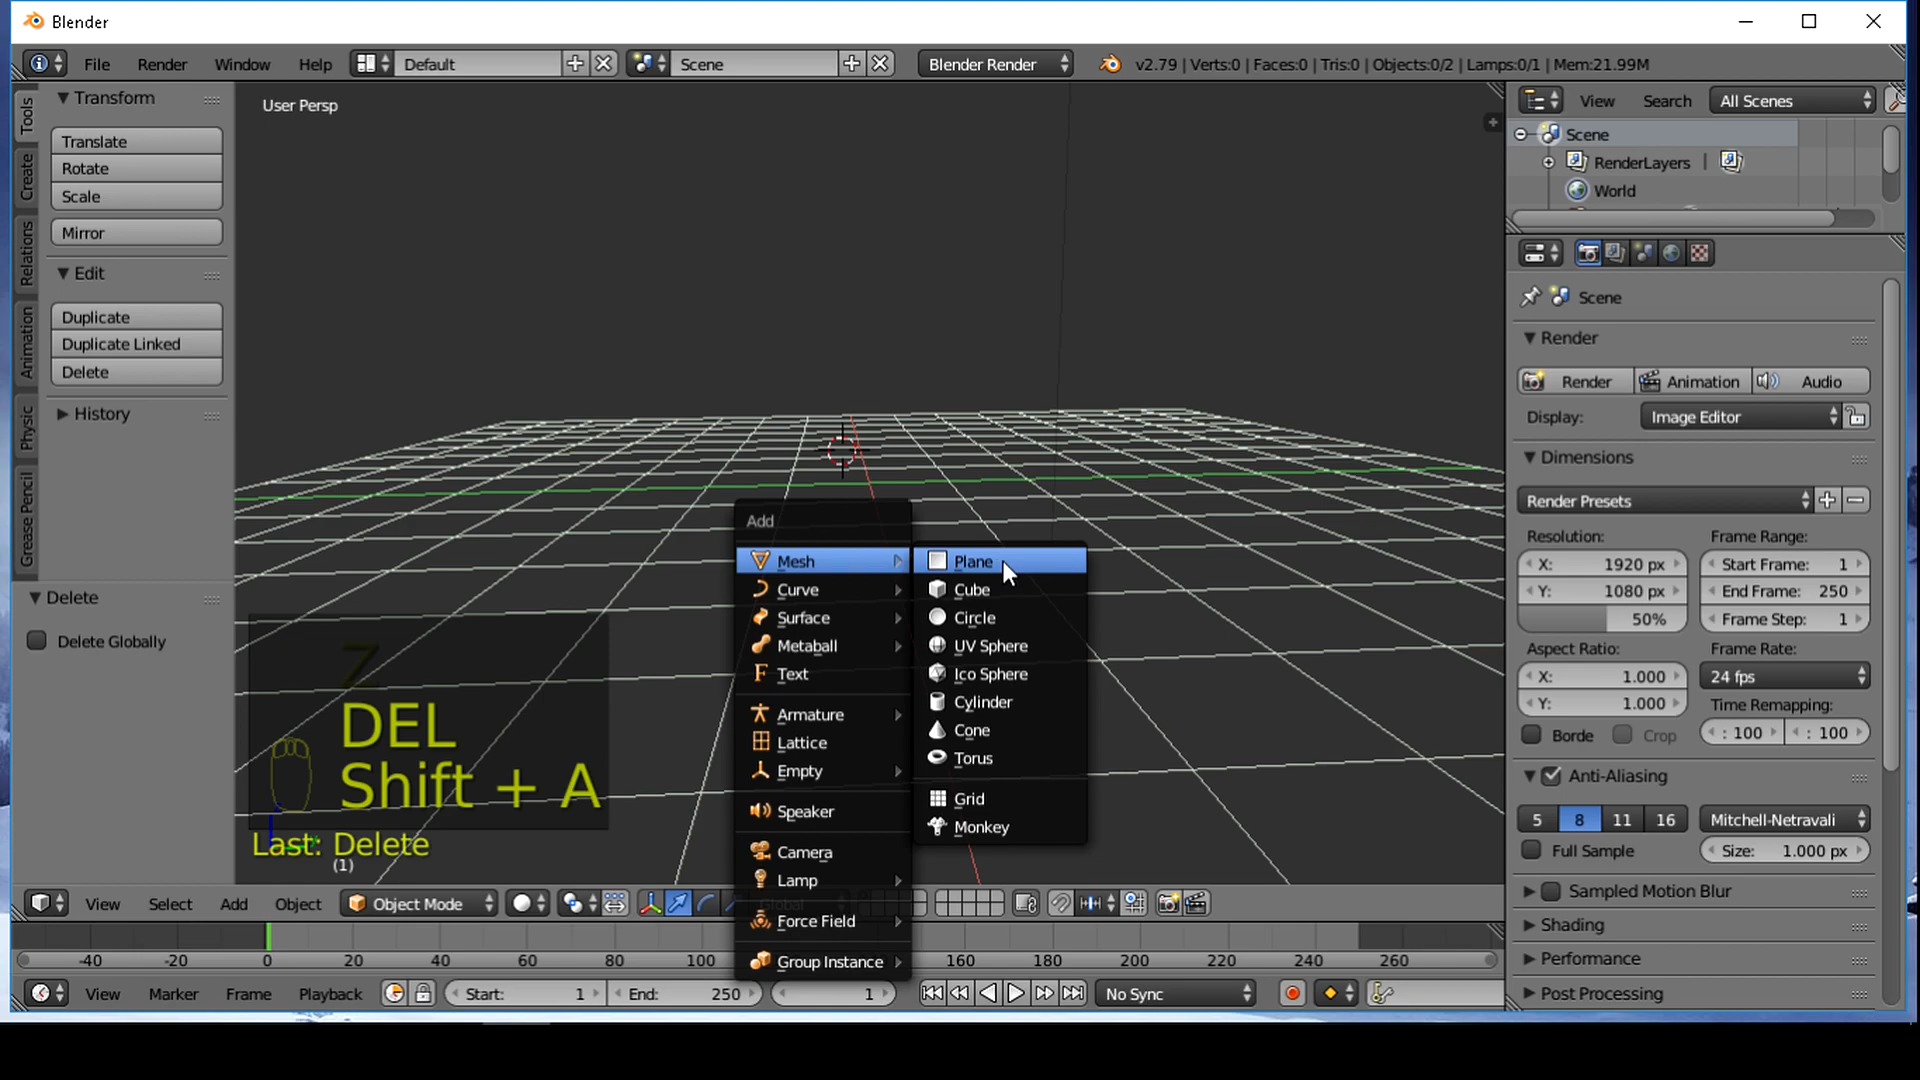 Blender
File Render Window Help Default Scene Blender Render v2.79 | Verts:0 | Faces:0 | Tris:0 | Objects:0/2 | Lamps:0/1 | Mem:21.99M
Tools
Create
Relations
Animation
Physic
Grease Pencil
Transform
Translate
Rotate
Scale
Mirror
Edit
Duplicate
Duplicate Linked
Delete
History
Delete
Delete Globally
User Persp
Z
DEL
Shift + A
Last: Delete
(1)
Add
Mesh
Curve
Surface
Metaball
Text
Armature
Lattice
Empty
Speaker
Camera
Lamp
Force Field
Group Instance
Plane
Cube
Circle
UV Sphere
Ico Sphere
Cylinder
Cone
Torus
Grid
Monkey
View Select Add Object Object Mode Global
-40 -20 0 20 40 60 80 100 160 180 200 220 240 260
View Marker Frame Playback Start: 1 End: 250 1 No Sync
View Search All Scenes
Scene
RenderLayers |
World
Scene
Render
Render Animation Audio
Display: Image Editor
Dimensions
Render Presets
Resolution: Frame Range:
X: 1920 px Start Frame: 1
Y: 1080 px End Frame: 250
50% Frame Step: 1
Aspect Ratio: Frame Rate:
X: 1.000 24 fps
Y: 1.000 Time Remapping:
Borde Crop : 100 : 100
Anti-Aliasing
5 8 11 16 Mitchell-Netravali
Full Sample Size: 1.000 px
Sampled Motion Blur
Shading
Performance
Post Processing